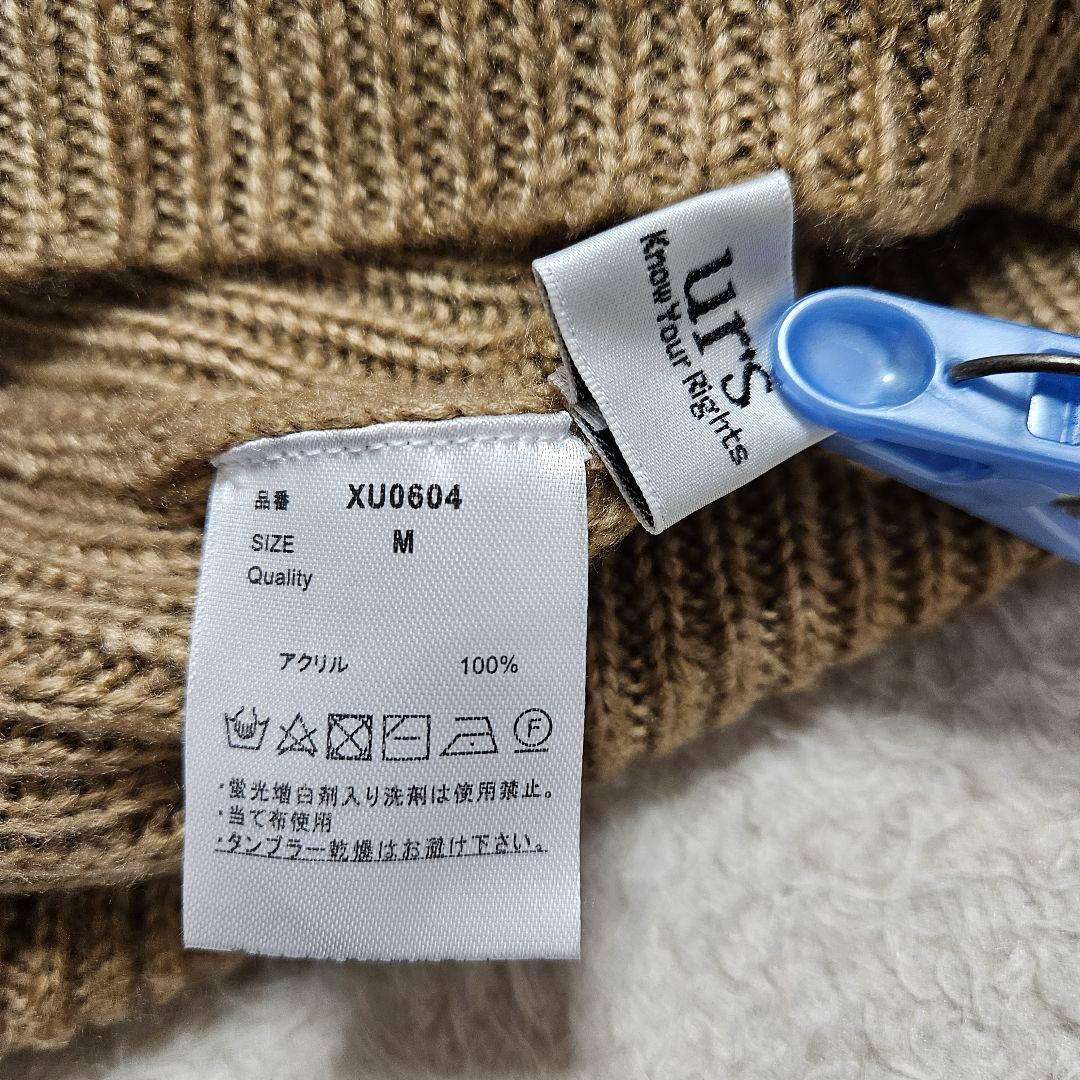 ur's
Know Your Rights
品番 XU0604
SIZE M
Quality
アクリル 100%
F
・蛍光増白剤入り洗剤は使用禁止。
・当て布使用
・タンブラー乾燥はお避け下さい。